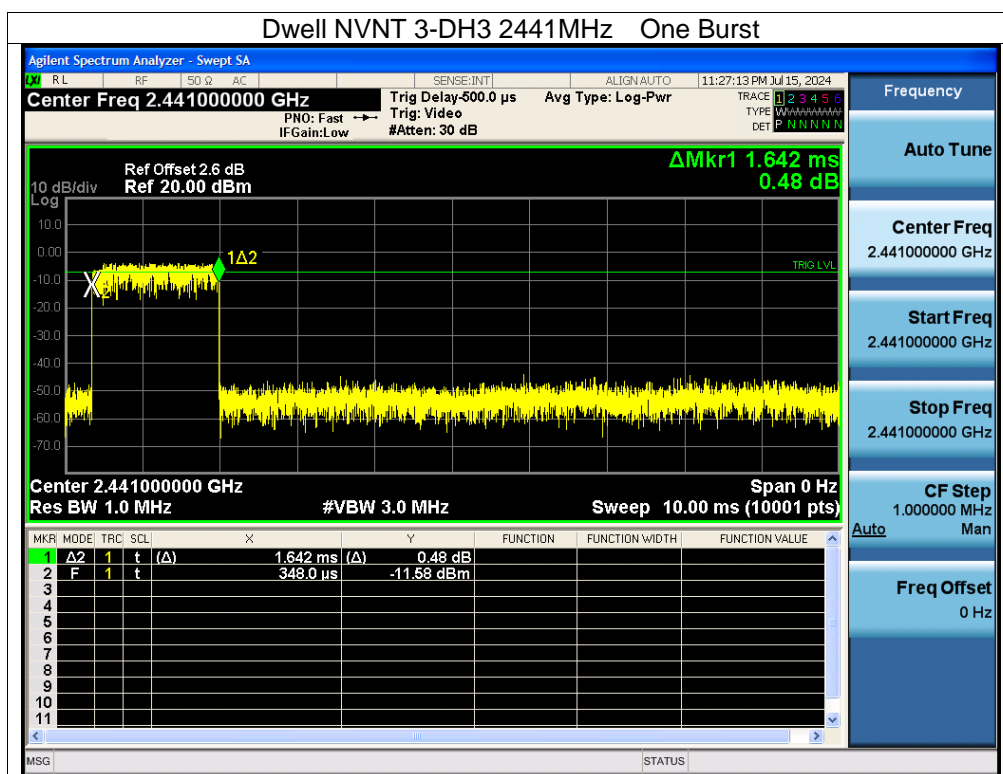 Dwell NVNT 3-DH3 2441MHz One Burst
Agilent Spectrum Analyzer - Swept SA
LXI RL RF 50 Ω AC SENSE:INT ALIGN AUTO 11:27:13 PM Jul 15, 2024
Center Freq 2.441000000 GHz Trig Delay-500.0 µs Avg Type: Log-Pwr TRACE 1 2 3 4 5 6
PNO: Fast Trig: Video TYPE WWWWWW
IFGain:Low #Atten: 30 dB DET P N N N N N
Frequency
Auto Tune
Center Freq
2.441000000 GHz
Start Freq
2.441000000 GHz
Stop Freq
2.441000000 GHz
CF Step
1.000000 MHz
Auto Man
Freq Offset
0 Hz
ΔMkr1 1.642 ms
0.48 dB
Ref Offset 2.6 dB
10 dB/div Ref 20.00 dBm
Log
10.0
0.00
-10.0
-20.0
-30.0
-40.0
-50.0
-60.0
-70.0
1Δ2
TRIG LVL
2
Center 2.441000000 GHz Span 0 Hz
Res BW 1.0 MHz #VBW 3.0 MHz Sweep 10.00 ms (10001 pts)
MKR MODE TRC SCL X Y FUNCTION FUNCTION WIDTH FUNCTION VALUE
1 Δ2 1 t (Δ) 1.642 ms (Δ) 0.48 dB
2 F 1 t 348.0 µs -11.58 dBm
3
4
5
6
7
8
9
10
11
MSG STATUS